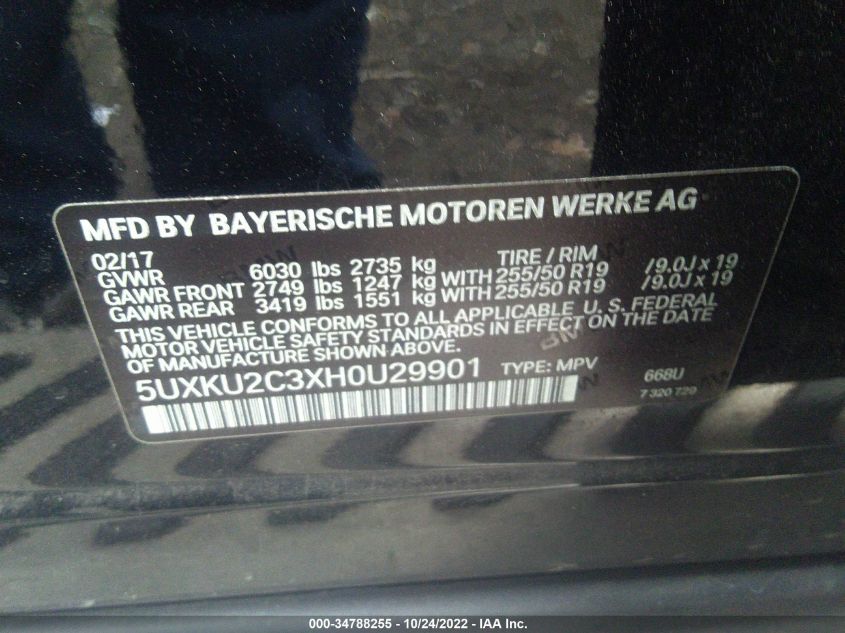 MFD BY BAYERISCHE MOTOREN WERKE AG
02/17 TIRE / RIM
GVWR 6030 lbs 2735 kg
GAWR FRONT 2749 lbs 1247 kg WITH 255/50 R19 /9.0J x 19
GAWR REAR 3419 lbs 1551 kg WITH 255/50 R19 /9.0J x 19
THIS VEHICLE CONFORMS TO ALL APPLICABLE U. S. FEDERAL
MOTOR VEHICLE SAFETY STANDARDS IN EFFECT ON THE DATE
OF MANUFACTURE SHOWN ABOVE.
5UXKU2C3XH0U29901 TYPE: MPV 668U
7 320 720
000-34788255 - 10/24/2022 - IAA Inc.